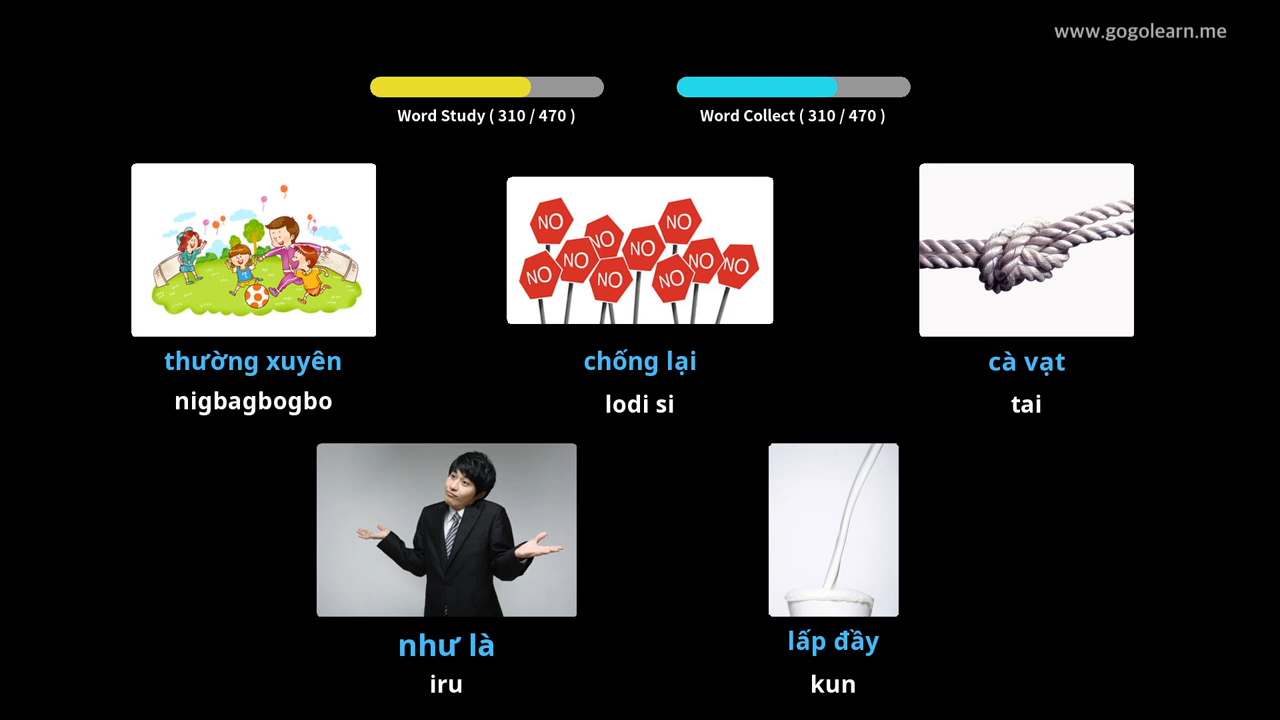 www.gogolearn.me
Word Study ( 310 / 470 )
Word Collect ( 310 / 470 )
NO NO NO NO NO NO NO NO NO NO
thường xuyên
nigbagbogbo
chống lại
lodi si
cà vạt
tai
như là
iru
lấp đầy
kun